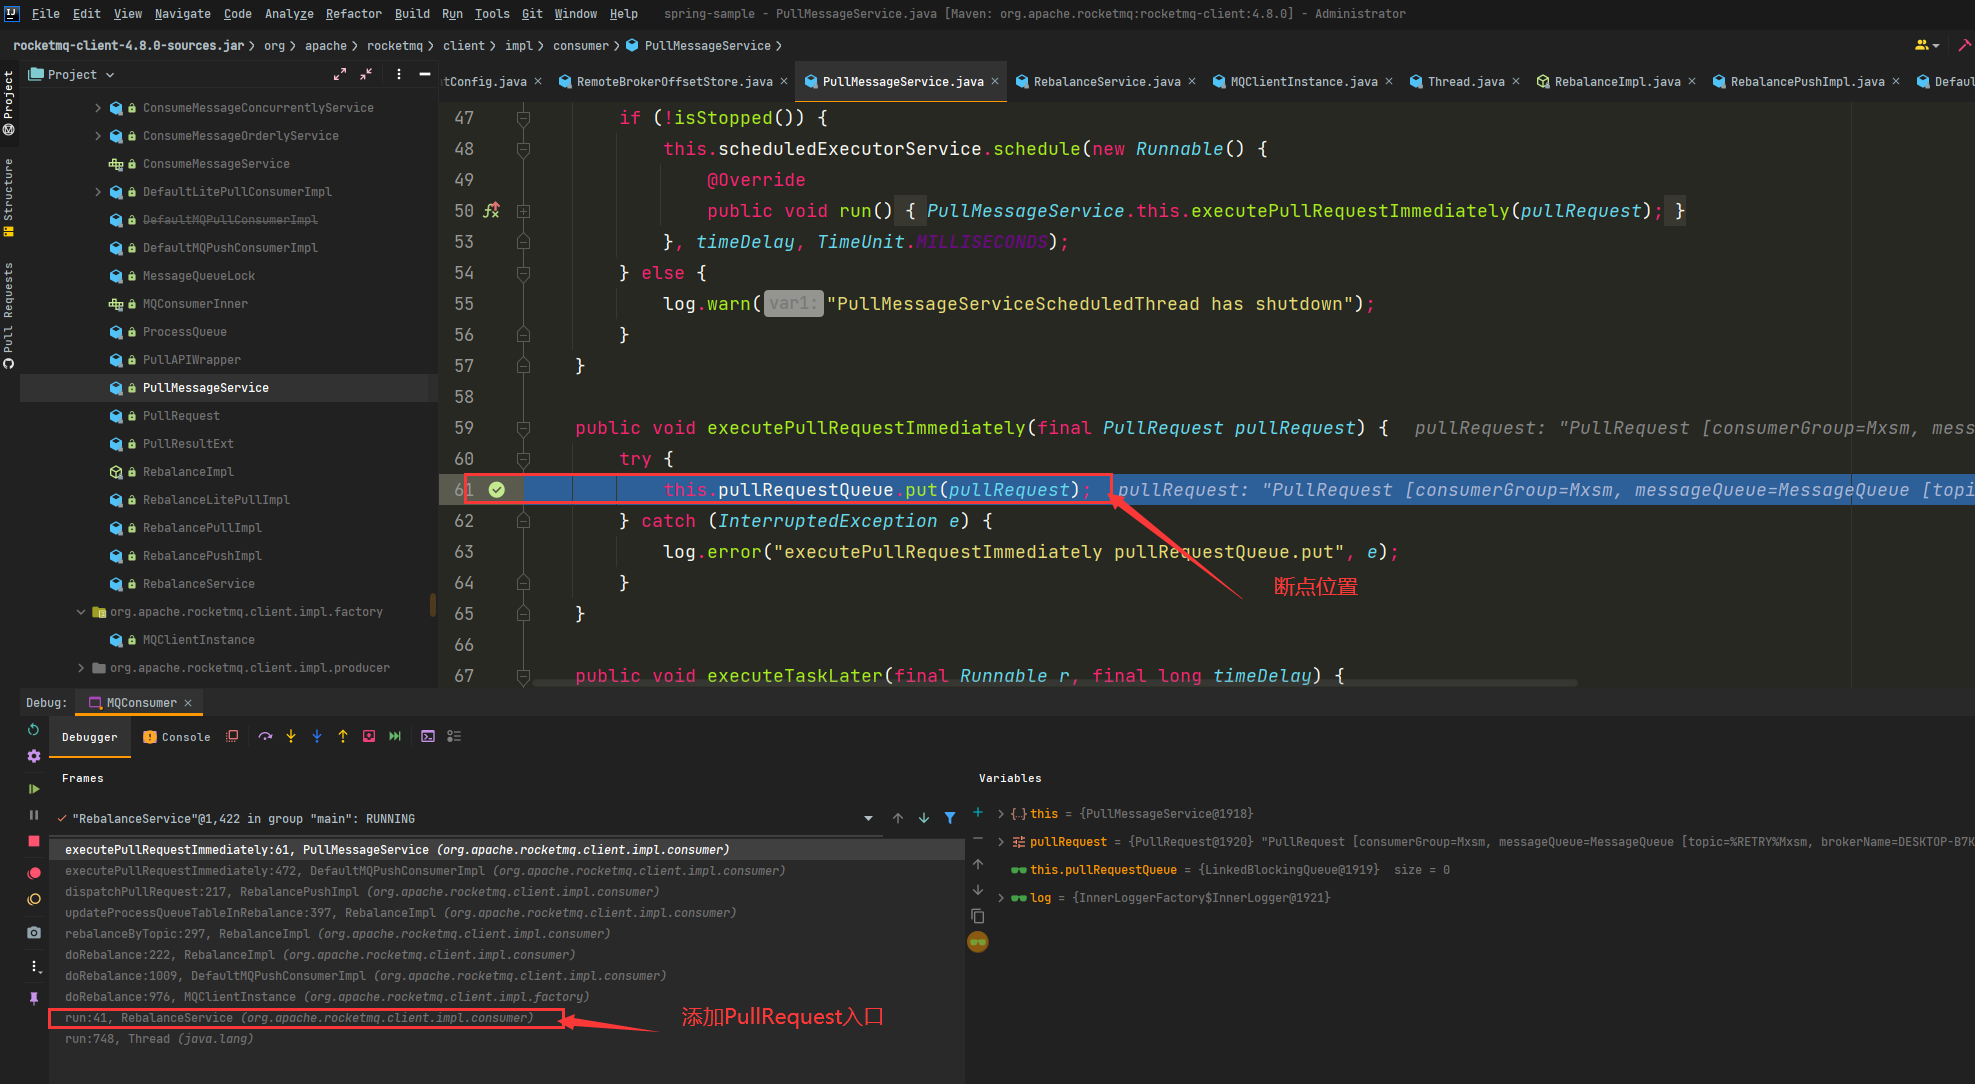 File Edit View Navigate Code Analyze Refactor Build Run Tools Git Window Help spring-sample - PullMessageService.java [Maven: org.apache.rocketmq:rocketmq-client:4.8.0] - Administrator
rocketmq-client-4.8.0-sources.jar org apache rocketmq client impl consumer PullMessageService
Project
Project
Structure
Pull Requests
ntConfig.java RemoteBrokerOffsetStore.java PullMessageService.java RebalanceService.java MQClientInstance.java Thread.java RebalanceImpl.java RebalancePushImpl.java Defaul
ConsumeMessageConcurrentlyService
ConsumeMessageOrderlyService
ConsumeMessageService
DefaultLitePullConsumerImpl
DefaultMQPullConsumerImpl
DefaultMQPushConsumerImpl
MessageQueueLock
MQConsumerInner
ProcessQueue
PullAPIWrapper
PullMessageService
PullRequest
PullResultExt
RebalanceImpl
RebalanceLitePullImpl
RebalancePullImpl
RebalancePushImpl
RebalanceService
org.apache.rocketmq.client.impl.factory
MQClientInstance
org.apache.rocketmq.client.impl.producer
47 if (!isStopped()) {
48 this.scheduledExecutorService.schedule(new Runnable() {
49 @Override
50 public void run() { PullMessageService.this.executePullRequestImmediately(pullRequest); }
53 }, timeDelay, TimeUnit.MILLISECONDS);
54 } else {
55 log.warn( var1: "PullMessageServiceScheduledThread has shutdown");
56 }
57 }
58
59 public void executePullRequestImmediately(final PullRequest pullRequest) { pullRequest: "PullRequest [consumerGroup=Mxsm, mess
60 try {
61 this.pullRequestQueue.put(pullRequest); pullRequest: "PullRequest [consumerGroup=Mxsm, messageQueue=MessageQueue [topi
62 } catch (InterruptedException e) {
63 log.error("executePullRequestImmediately pullRequestQueue.put", e);
断点位置
64 }
65 }
66
67 public void executeTaskLater(final Runnable r, final long timeDelay) {
Debug: MQConsumer
Debugger Console
Frames
"RebalanceService"@1,422 in group "main": RUNNING
executePullRequestImmediately:61, PullMessageService (org.apache.rocketmq.client.impl.consumer)
executePullRequestImmediately:472, DefaultMQPushConsumerImpl (org.apache.rocketmq.client.impl.consumer)
dispatchPullRequest:217, RebalancePushImpl (org.apache.rocketmq.client.impl.consumer)
updateProcessQueueTableInRebalance:397, RebalanceImpl (org.apache.rocketmq.client.impl.consumer)
rebalanceByTopic:297, RebalanceImpl (org.apache.rocketmq.client.impl.consumer)
doRebalance:222, RebalanceImpl (org.apache.rocketmq.client.impl.consumer)
doRebalance:1009, DefaultMQPushConsumerImpl (org.apache.rocketmq.client.impl.consumer)
doRebalance:976, MQClientInstance (org.apache.rocketmq.client.impl.factory)
run:41, RebalanceService (org.apache.rocketmq.client.impl.consumer)
添加PullRequest入口
run:748, Thread (java.lang)
Variables
this = {PullMessageService@1918}
pullRequest = {PullRequest@1920} "PullRequest [consumerGroup=Mxsm, messageQueue=MessageQueue [topic=%RETRY%Mxsm, brokerName=DESKTOP-B7K
this.pullRequestQueue = {LinkedBlockingQueue@1919} size = 0
log = {InnerLoggerFactory$InnerLogger@1921}